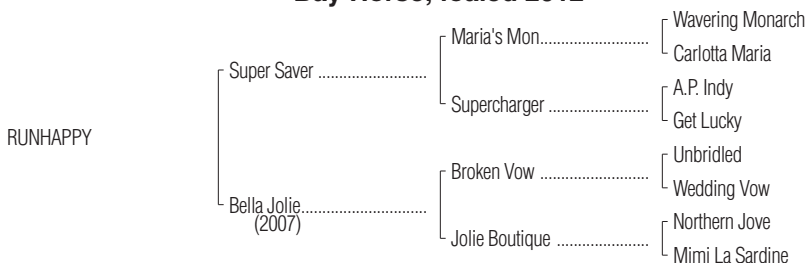 Wavering Monarch
Maria's Mon..........................
Carlotta Maria
Super Saver ..........................
A.P. Indy
Supercharger ........................
Get Lucky
RUNHAPPY
Unbridled
Broken Vow ..........................
Wedding Vow
Bella Jolie..............................
(2007)
Northern Jove
Jolie Boutique ......................
Mimi La Sardine